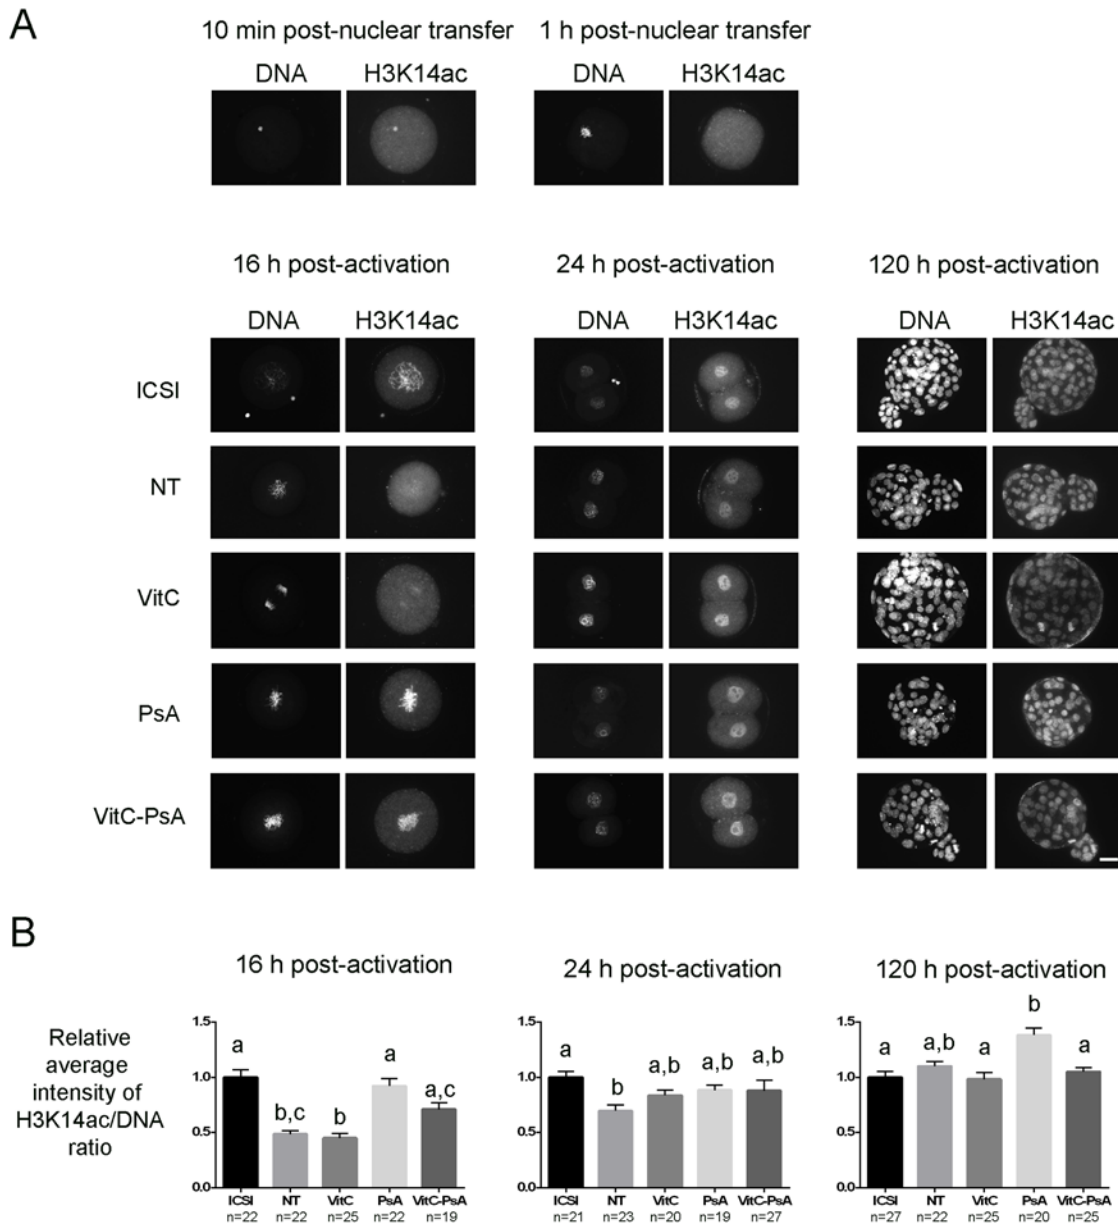 A
10 min post-nuclear transfer 1 h post-nuclear transfer
DNA H3K14ac DNA H3K14ac
16 h post-activation 24 h post-activation 120 h post-activation
DNA H3K14ac DNA H3K14ac DNA H3K14ac
ICSI
NT
VitC
PsA
VitC-PsA
B
16 h post-activation 24 h post-activation 120 h post-activation
Relative
average
intensity of
H3K14ac/DNA
ratio
1.5 1.0 0.5 0.0
a b,c b a a,c
ICSI NT VitC PsA VitC-PsA
n=22 n=22 n=25 n=22 n=19
1.5 1.0 0.5 0.0
a b a,b a,b a,b
ICSI NT VitC PsA VitC-PsA
n=21 n=23 n=20 n=19 n=27
1.5 1.0 0.5 0.0
a a,b a b a
ICSI NT VitC PsA VitC-PsA
n=27 n=22 n=25 n=20 n=25